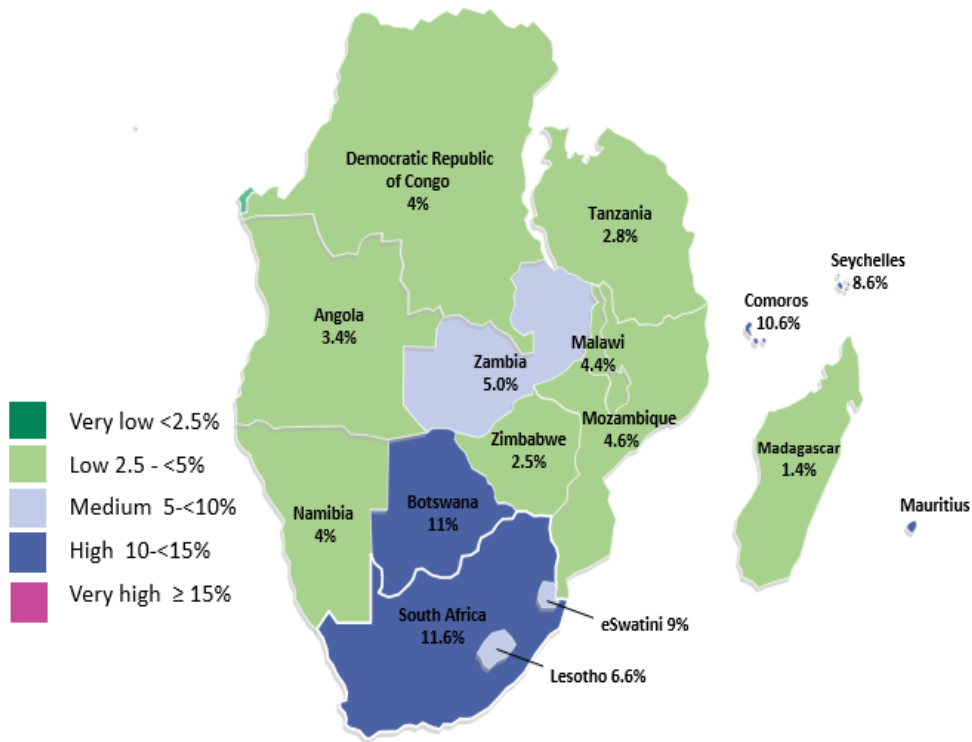 Democratic Republic
of Congo
4%
Tanzania
2.8%
Seychelles
8.6%
Comoros
10.6%
Angola
3.4%
Malawi
4.4%
Zambia
5.0%
Mozambique
4.6%
Zimbabwe
2.5%
Madagascar
1.4%
Mauritius
Botswana
11%
Namibia
4%
South Africa
11.6%
eSwatini 9%
Lesotho 6.6%
Very low <2.5%
Low 2.5 - <5%
Medium 5-<10%
High 10-<15%
Very high ≥ 15%